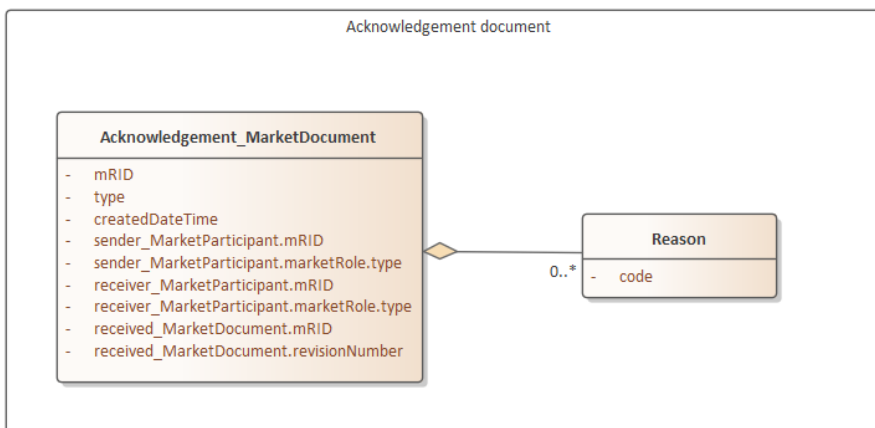 Acknowledgement document
Acknowledgement_MarketDocument
- mRID
- type
- createdDateTime
- sender_MarketParticipant.mRID
- sender_MarketParticipant.marketRole.type
- receiver_MarketParticipant.mRID
- receiver_MarketParticipant.marketRole.type
- received_MarketDocument.mRID
- received_MarketDocument.revisionNumber
0..*
Reason
- code